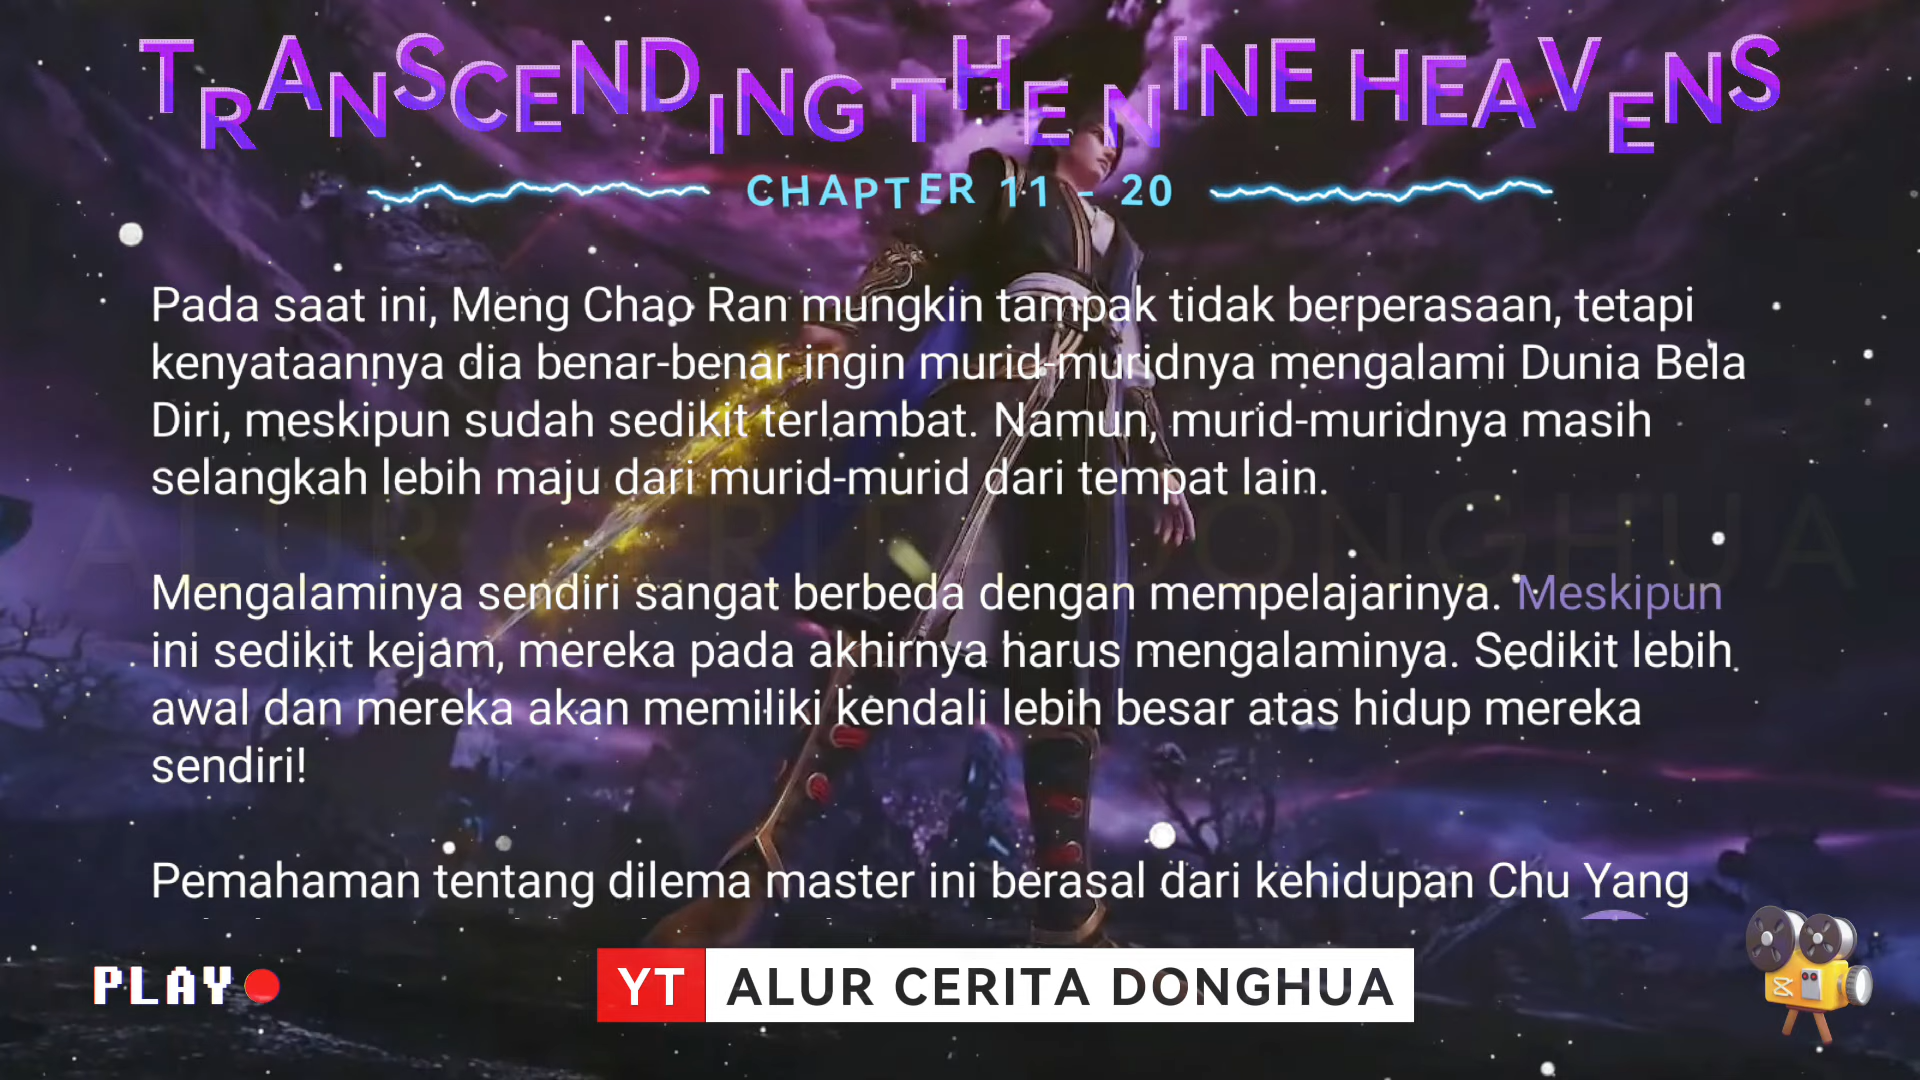 TRANSCENDING THE NINE HEAVENS
CHAPTER 11 - 20
Pada saat ini, Meng Chao Ran mungkin tampak tidak berperasaan, tetapi
kenyataannya dia benar-benar ingin murid-muridnya mengalami Dunia Bela
Diri, meskipun sudah sedikit terlambat. Namun, murid-muridnya masih
selangkah lebih maju dari murid-murid dari tempat lain.
ALUR CERITA DONGHUA
Mengalaminya sendiri sangat berbeda dengan mempelajarinya. Meskipun
ini sedikit kejam, mereka pada akhirnya harus mengalaminya. Sedikit lebih
awal dan mereka akan memiliki kendali lebih besar atas hidup mereka
sendiri!
Pemahaman tentang dilema master ini berasal dari kehidupan Chu Yang
PLAY
YT ALUR CERITA DONGHUA